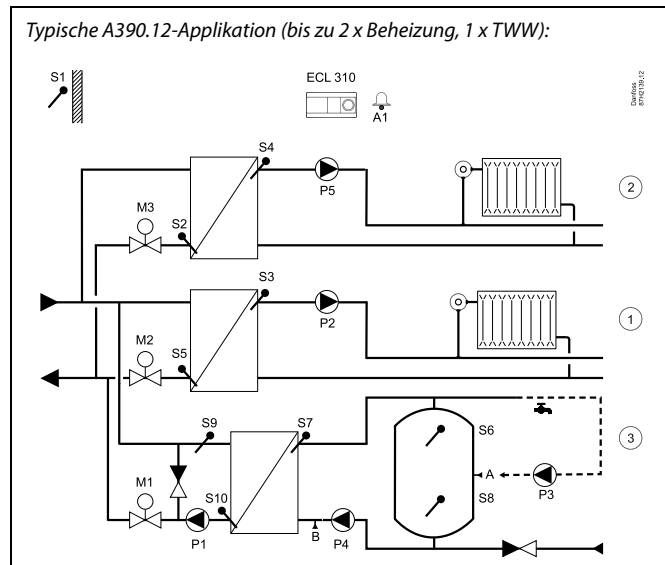 Typische A390.12-Applikation (bis zu 2 x Beheizung, 1 x TWW):
S1
ECL 310
A1
Danfoss
87H2139.12
S4
P5
2
M3
S2
S3
P2
1
M2
S5
S9
S7
S6
3
A
S8
P3
M1
S10
P1
B
P4